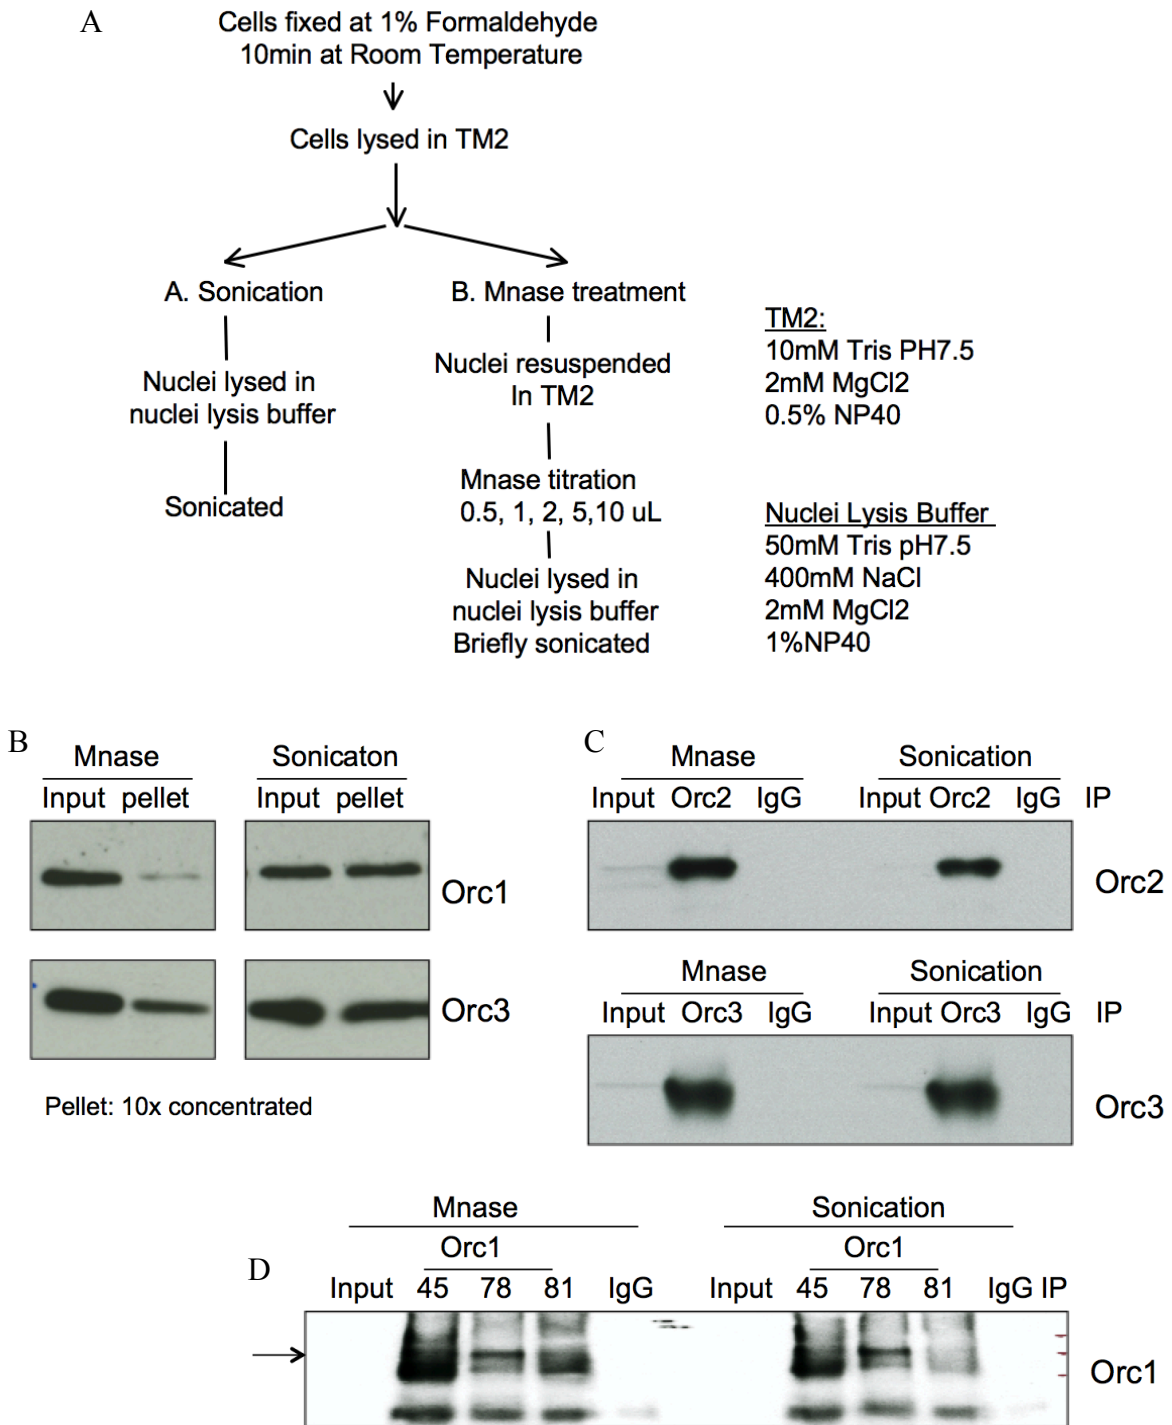 A
Cells fixed at 1% Formaldehyde
10min at Room Temperature
Cells lysed in TM2
A. Sonication
B. Mnase treatment
Nuclei lysed in
nuclei lysis buffer
Sonicated
Nuclei resuspended
In TM2
Mnase titration
0.5, 1, 2, 5,10 uL
Nuclei lysed in
nuclei lysis buffer
Briefly sonicated
TM2:
10mM Tris PH7.5
2mM MgCl2
0.5% NP40
Nuclei Lysis Buffer
50mM Tris pH7.5
400mM NaCl
2mM MgCl2
1%NP40
B
Mnase Sonicaton
Input pellet Input pellet
Orc1
Orc3
Pellet: 10x concentrated
C
Mnase Sonication
Input Orc2 IgG Input Orc2 IgG IP
Orc2
Mnase Sonication
Input Orc3 IgG Input Orc3 IgG IP
Orc3
D
Mnase Sonication
Orc1 Orc1
Input 45 78 81 IgG Input 45 78 81 IgG IP
Orc1